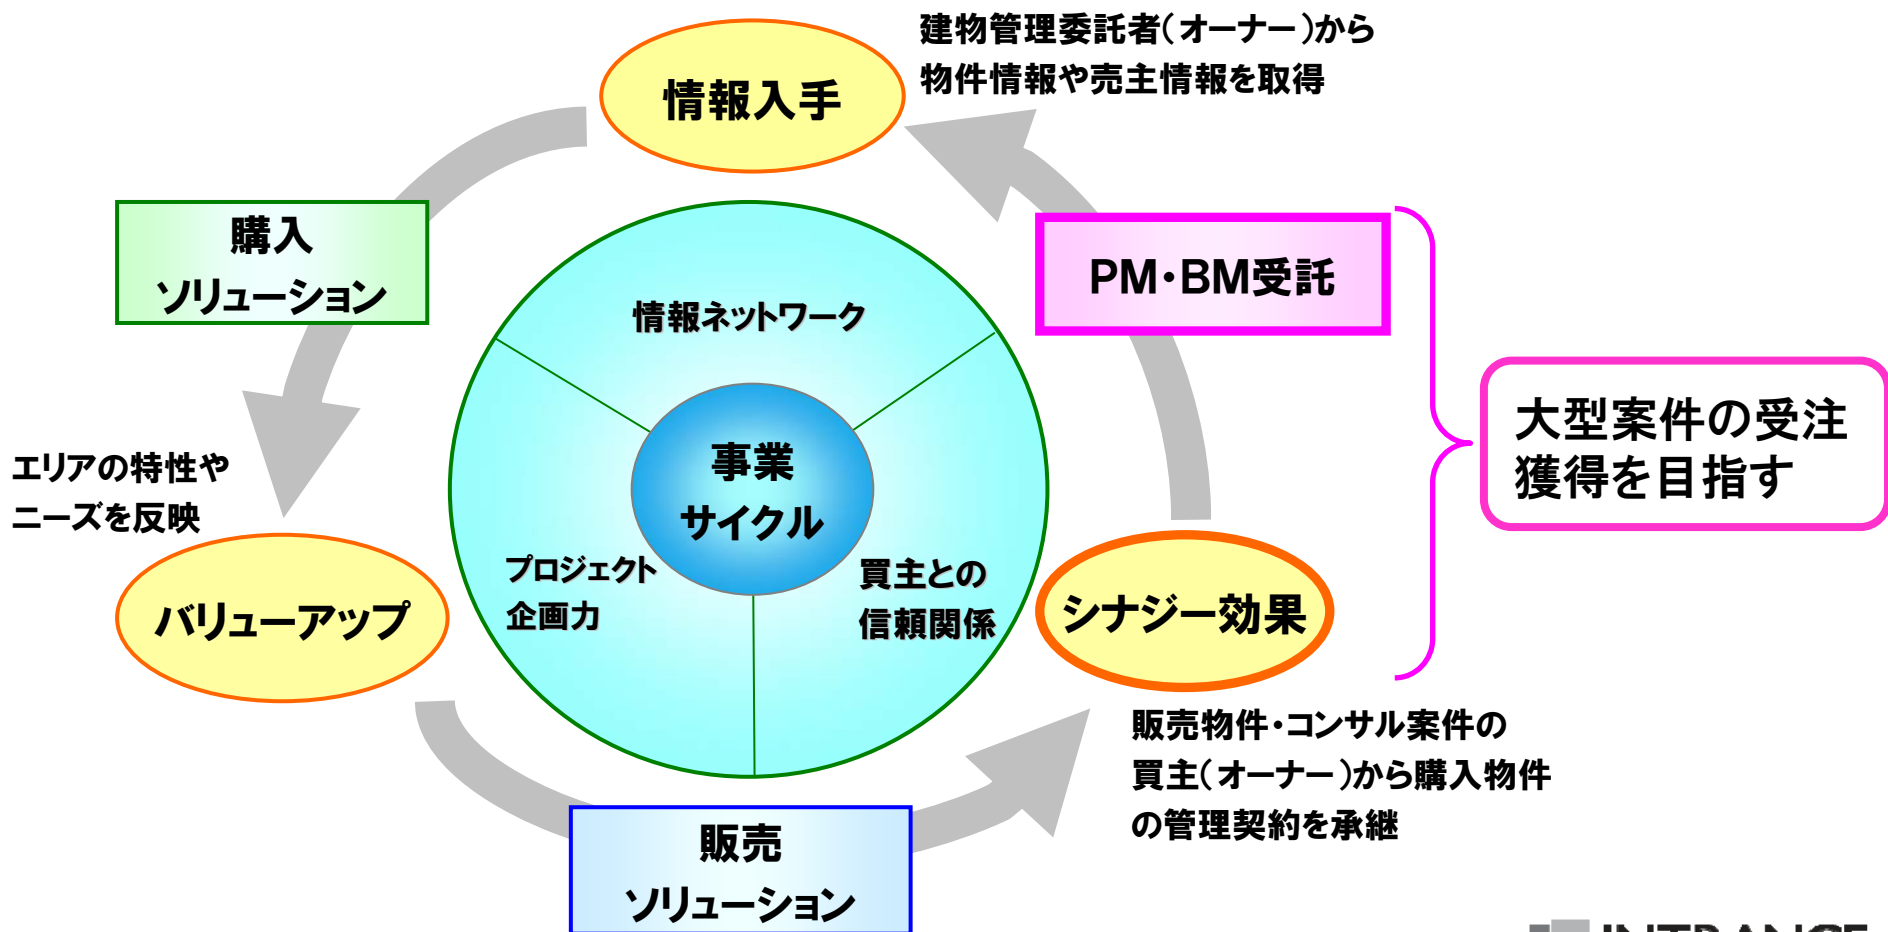 建物管理委託者(オーナー)から
物件情報や売主情報を取得
情報入手
購入
ソリューション
PM・BM受託
情報ネットワーク
大型案件の受注
獲得を目指す
エリアの特性や
ニーズを反映
事業
サイクル
プロジェクト
企画力
買主との
信頼関係
バリューアップ
シナジー効果
販売物件・コンサル案件の
買主(オーナー)から購入物件
の管理契約を承継
販売
ソリューション
INTRANCE